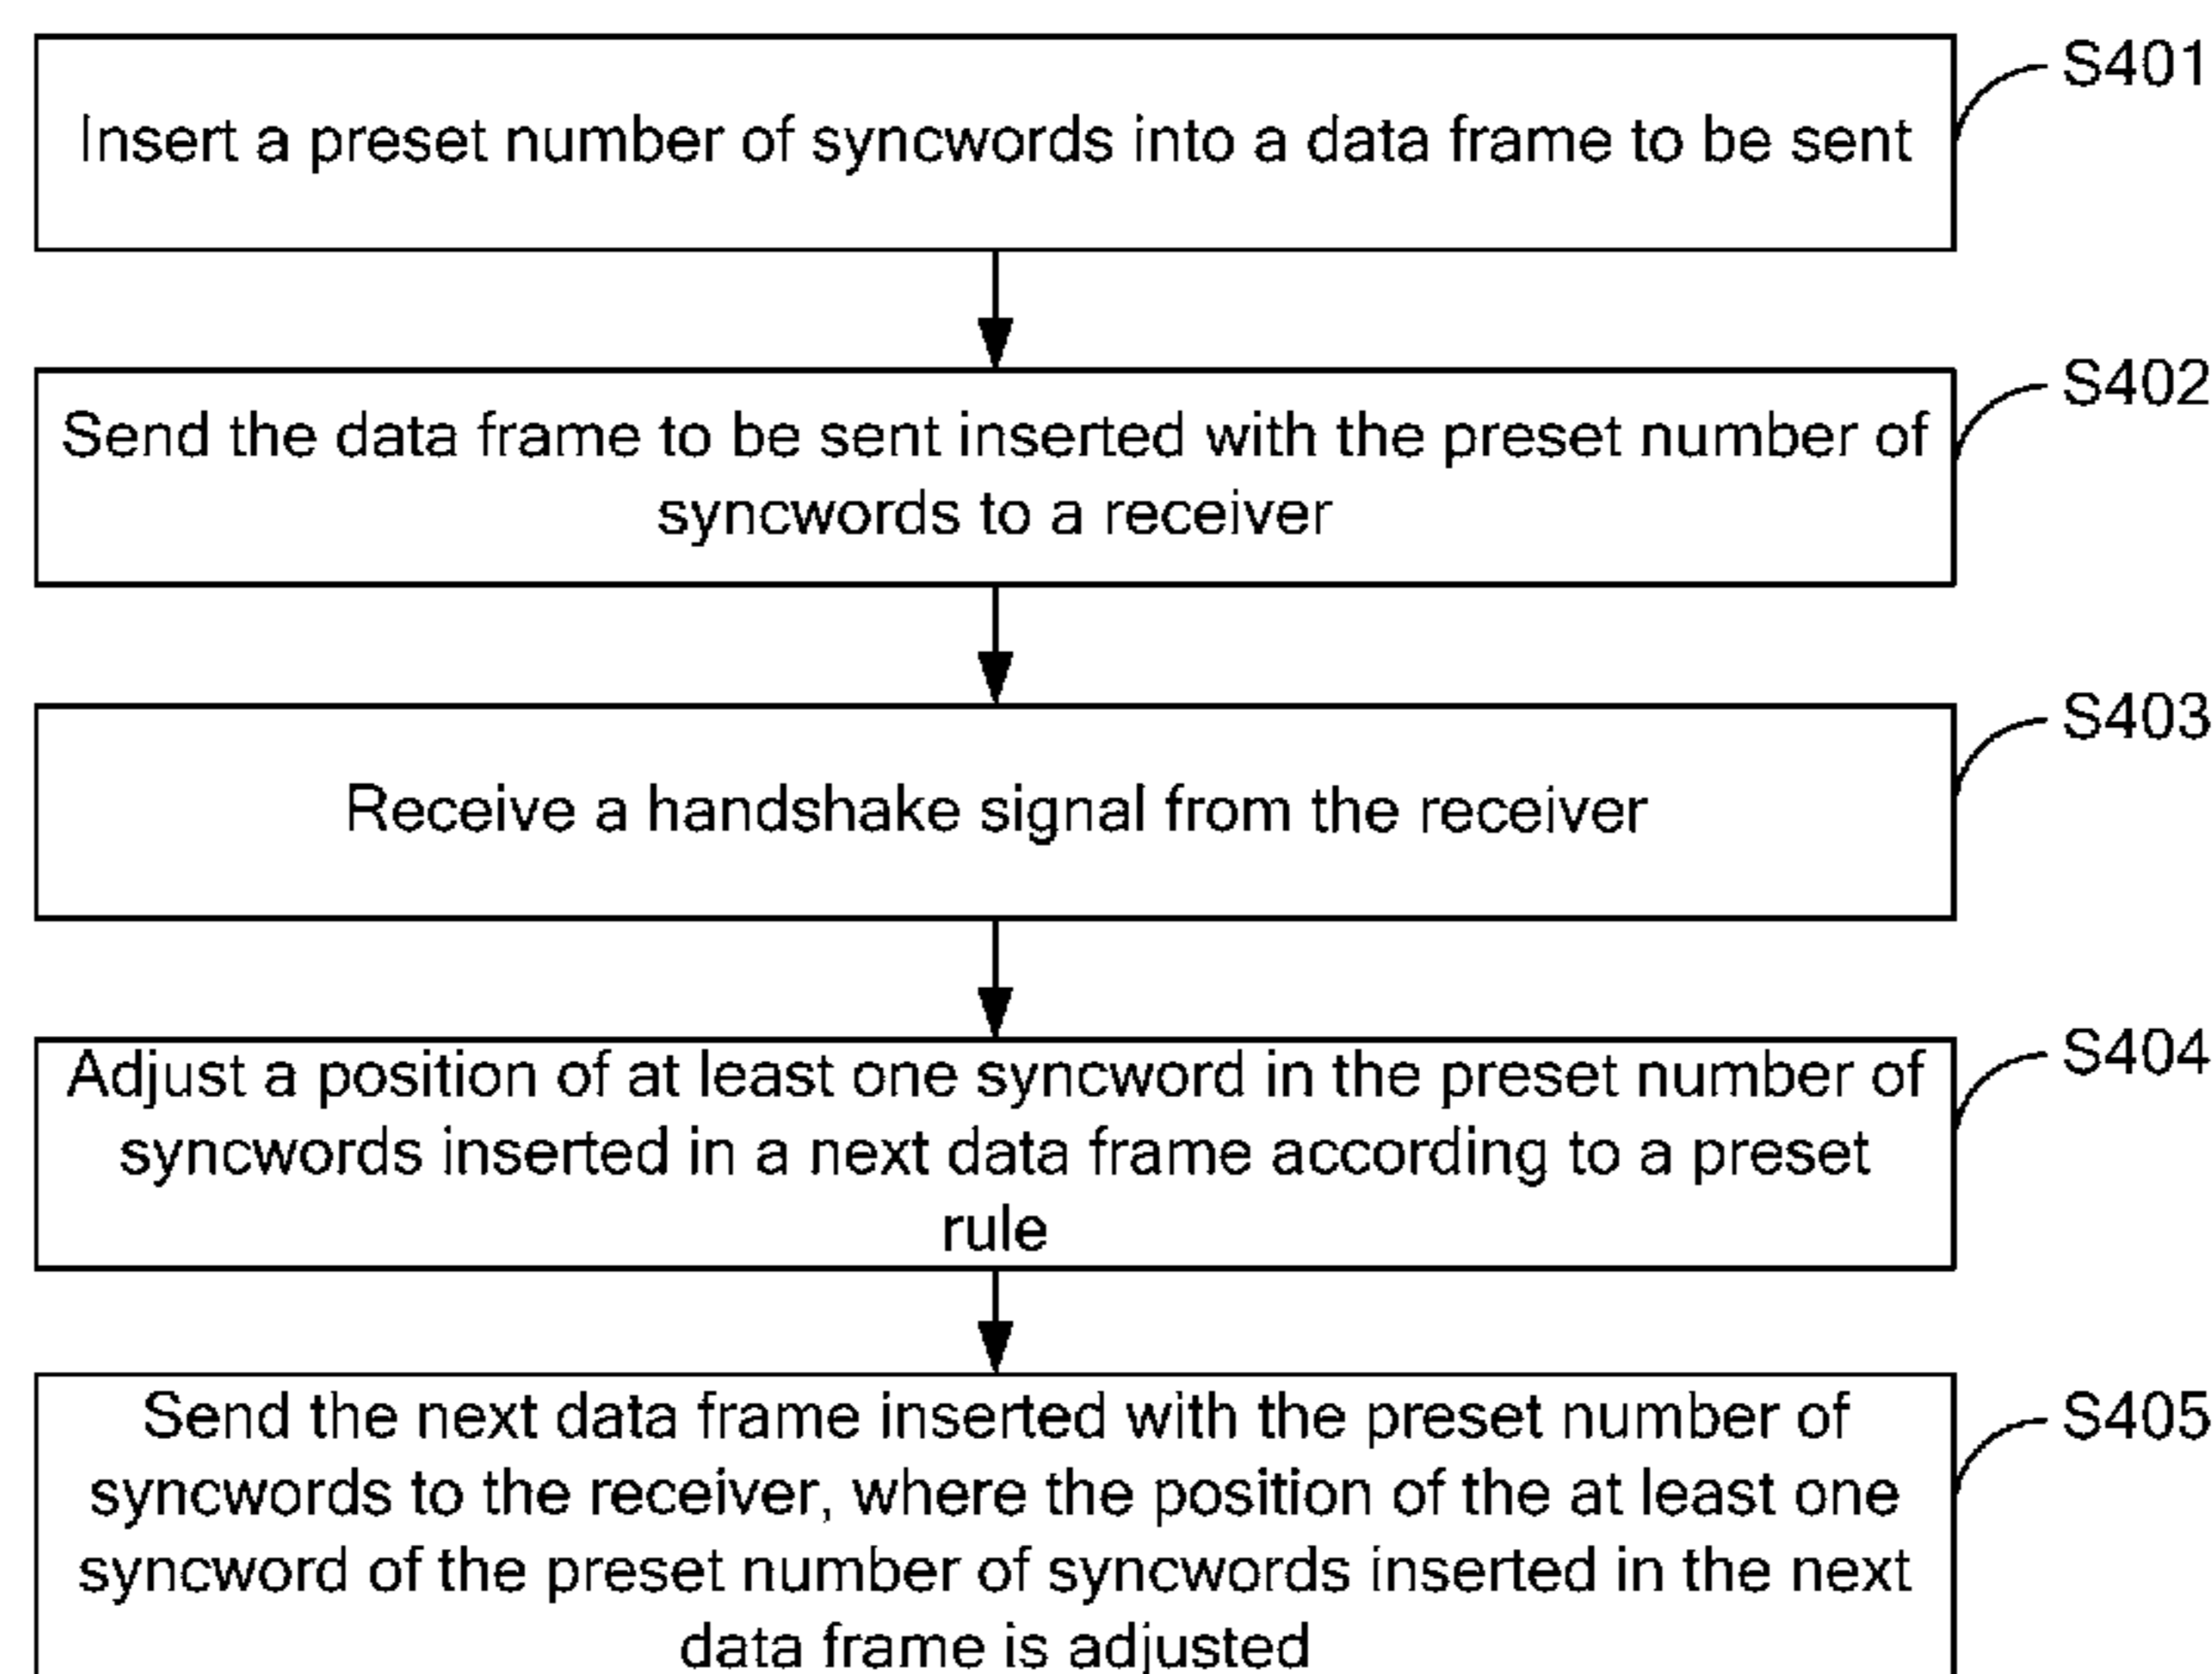 S401
Insert a preset number of syncwords into a data frame to be sent
S402
Send the data frame to be sent inserted with the preset number of
syncwords to a receiver
S403
Receive a handshake signal from the receiver
S404
Adjust a position of at least one syncword in the preset number of
syncwords inserted in a next data frame according to a preset
rule
S405
Send the next data frame inserted with the preset number of
syncwords to the receiver, where the position of the at least one
syncword of the preset number of syncwords inserted in the next
data frame is adjusted